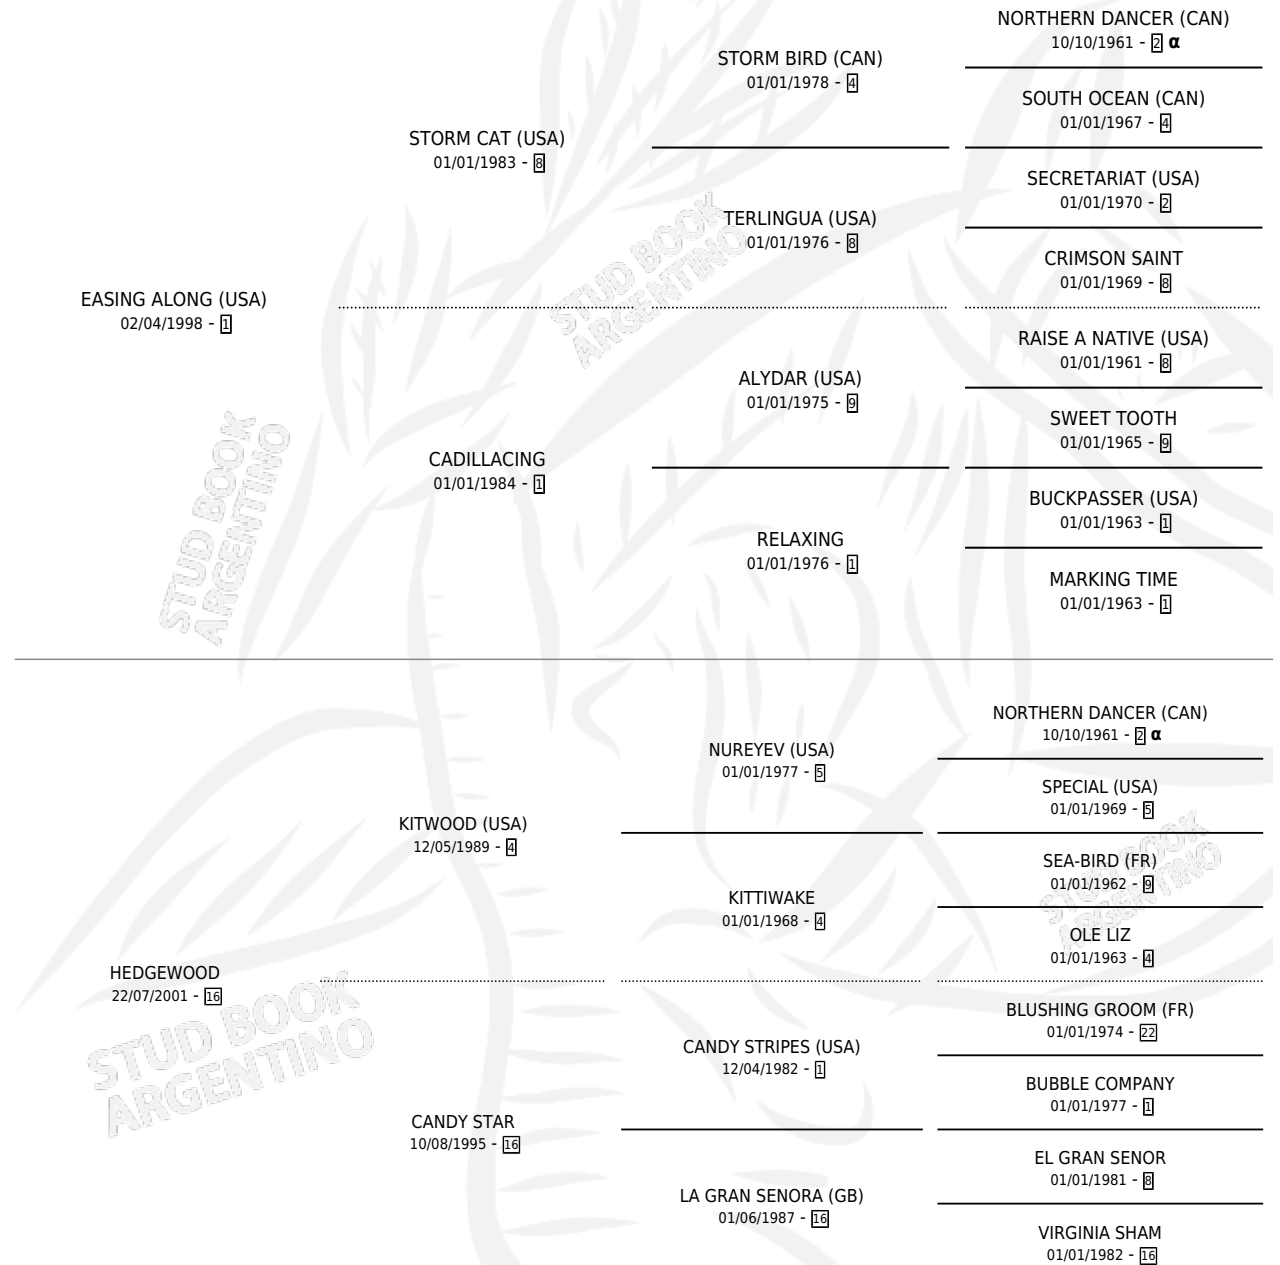 NORTHERN DANCER (CAN)
10/10/1961 - 2 α
STORM BIRD (CAN)
01/01/1978 - 4
SOUTH OCEAN (CAN)
01/01/1967 - 4
STORM CAT (USA)
01/01/1983 - 8
SECRETARIAT (USA)
01/01/1970 - 2
TERLINGUA (USA)
01/01/1976 - 8
CRIMSON SAINT
01/01/1969 - 8
EASING ALONG (USA)
02/04/1998 - 1
RAISE A NATIVE (USA)
01/01/1961 - 8
ALYDAR (USA)
01/01/1975 - 9
SWEET TOOTH
01/01/1965 - 9
CADILLACING
01/01/1984 - 1
BUCKPASSER (USA)
01/01/1963 - 1
RELAXING
01/01/1976 - 1
MARKING TIME
01/01/1963 - 1
NORTHERN DANCER (CAN)
10/10/1961 - 2 α
NUREYEV (USA)
01/01/1977 - 5
SPECIAL (USA)
01/01/1969 - 5
KITWOOD (USA)
12/05/1989 - 4
SEA-BIRD (FR)
01/01/1962 - 9
KITTIWAKE
01/01/1968 - 4
OLE LIZ
01/01/1963 - 4
HEDGEWOOD
22/07/2001 - 16
BLUSHING GROOM (FR)
01/01/1974 - 22
CANDY STRIPES (USA)
12/04/1982 - 1
BUBBLE COMPANY
01/01/1977 - 1
CANDY STAR
10/08/1995 - 16
EL GRAN SENOR
01/01/1981 - 8
LA GRAN SENORA (GB)
01/06/1987 - 16
VIRGINIA SHAM
01/01/1982 - 16
STUD BOOK
ARGENTINO
STUD BOOK
ARGENTINO
STUD BOOK
ARGENTINO
STUD BOOK
ARGENTINO